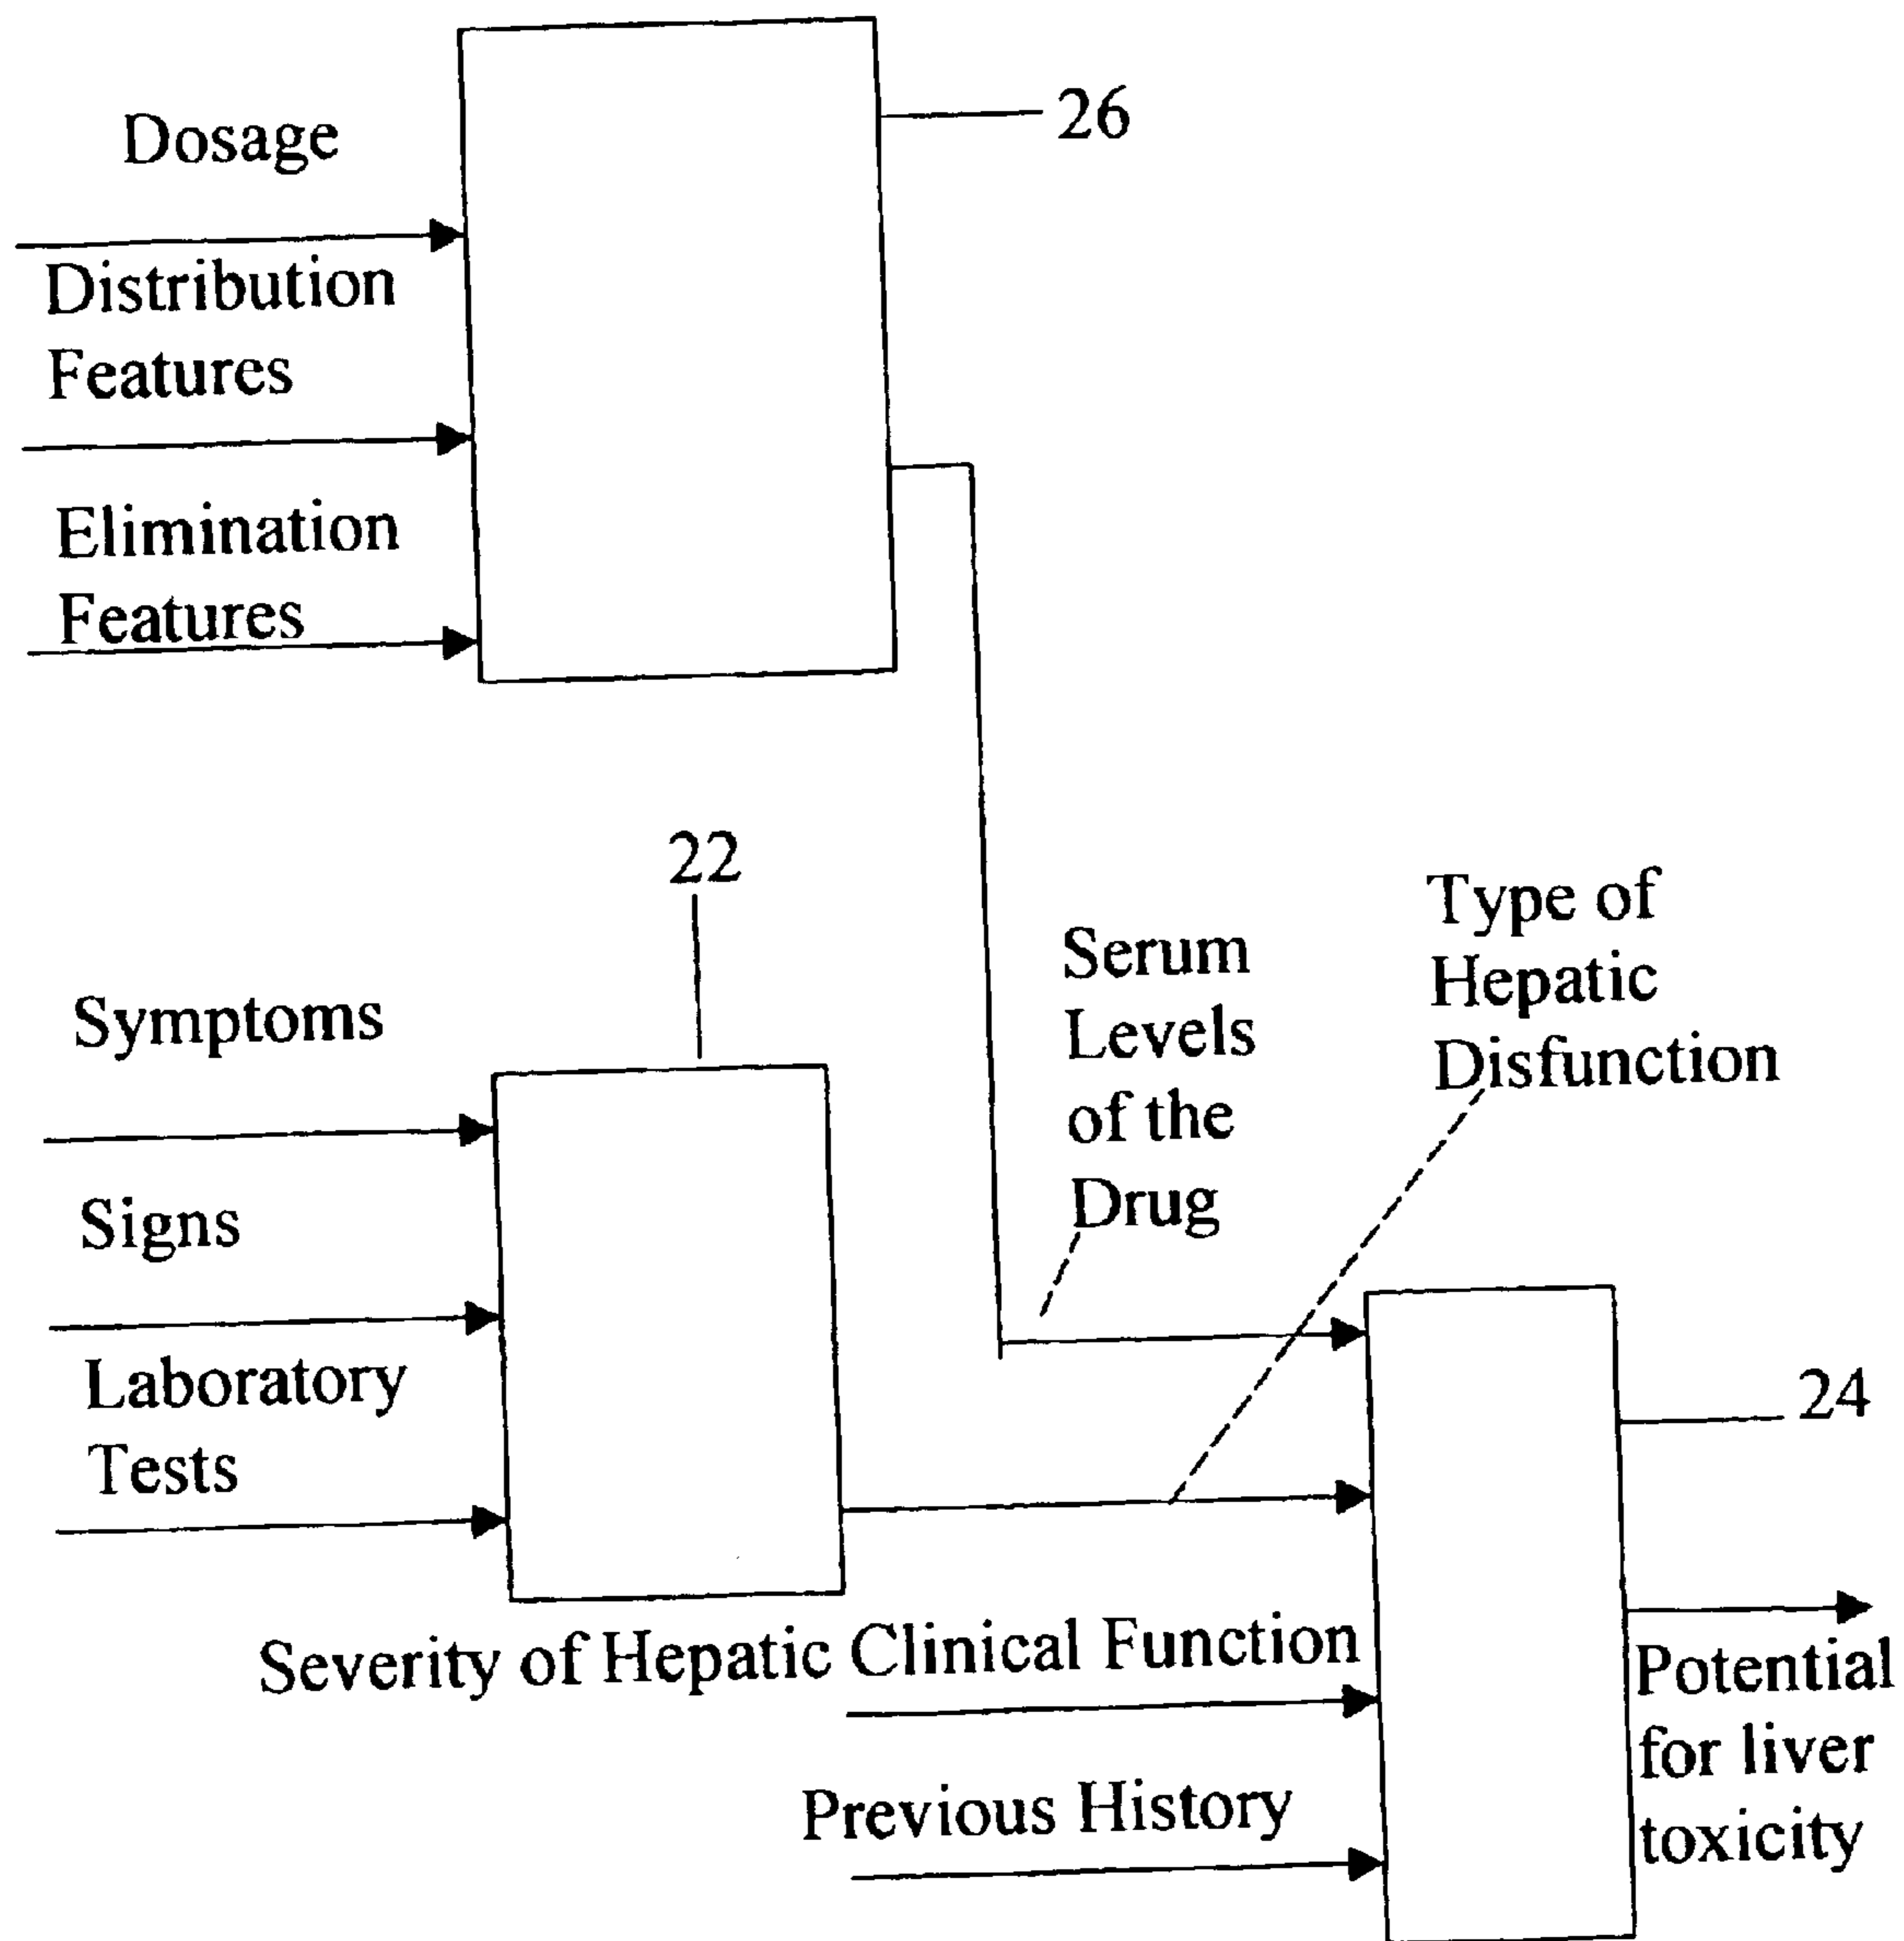 Dosage
26
Distribution
Features
Elimination
Features
22
Symptoms
Signs
Laboratory
Tests
Serum
Levels
of the
Drug
Type of
Hepatic
Disfunction
24
Severity of Hepatic Clinical Function
Previous History
Potential
for liver
toxicity